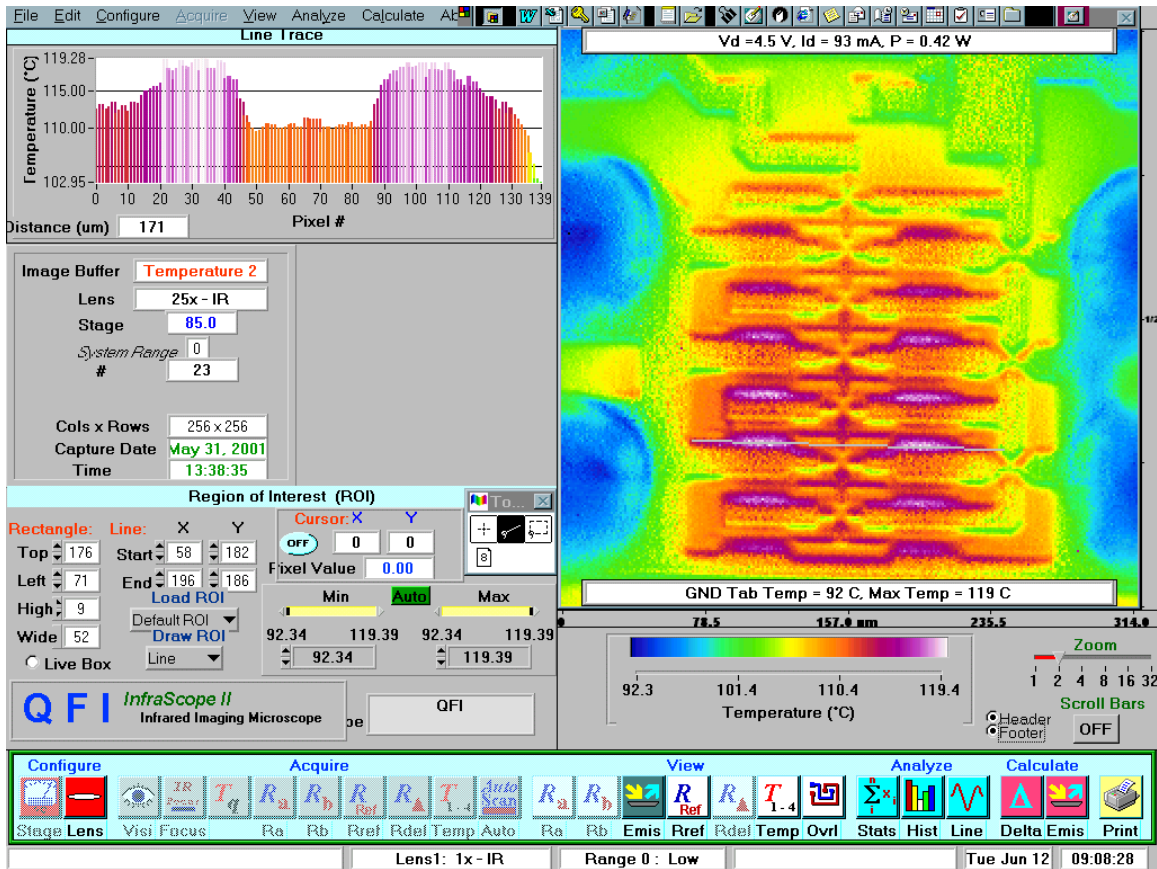 File Edit Configure Acquire View Analyze Calculate
Line Trace
Temperature (°C)
119.28
115.00
110.00
102.95
0 10 20 30 40 50 60 70 80 90 100 110 120 130 139
Distance (um) 171
Pixel #
Image Buffer Temperature 2
Lens 25x - IR
Stage 85.0
System Range 0
# 23
Cols x Rows 256 x 256
Capture Date May 31, 2001
Time 13:38:35
Region of Interest (ROI)
To...
Rectangle: Line: X Y
Top 176 Start 58 182
Left 71 End 196 186
High 9 Load ROI
Default ROI
Wide 52 Draw ROI
Live Box Line
Cursor: X Y
OFF 0 0
Pixel Value 0.00
8
Min Auto Max
92.34 119.39 92.34 119.39
92.34 119.39
QFI InfraScope II
Infrared Imaging Microscope
pe
QFI
Vd =4.5 V, Id = 93 mA, P = 0.42 W
1/2
GND Tab Temp = 92 C, Max Temp = 119 C
0 78.5 157.0 um 235.5 314.0
92.3 101.4 110.4 119.4
Temperature (°C)
Zoom
1 2 4 8 16 32
Scroll Bars
Header
Footer
OFF
Configure Acquire View Analyze Calculate
Stage Lens Visi Focus Ra Rb Rref Rdel Temp Auto Ra Rb Emis Rref Rdel Temp Ovrl Stats Hist Line Delta Emis Print
Lens1: 1x - IR Range 0 : Low Tue Jun 12 09:08:28